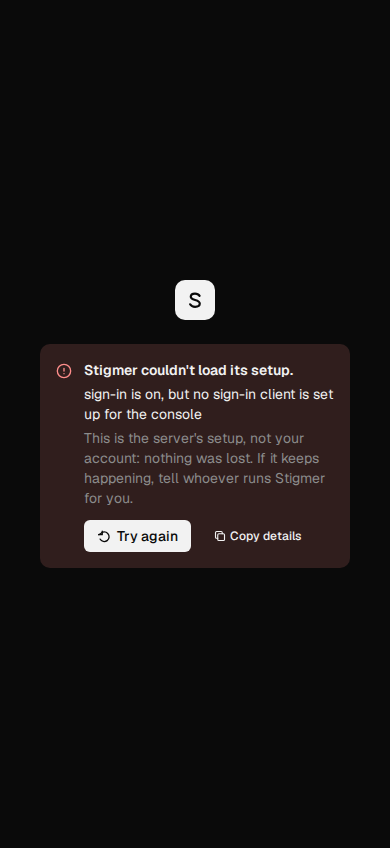 S
Stigmer couldn't load its setup.
sign-in is on, but no sign-in client is set
up for the console
This is the server's setup, not your
account: nothing was lost. If it keeps
happening, tell whoever runs Stigmer
for you.
Try again
Copy details